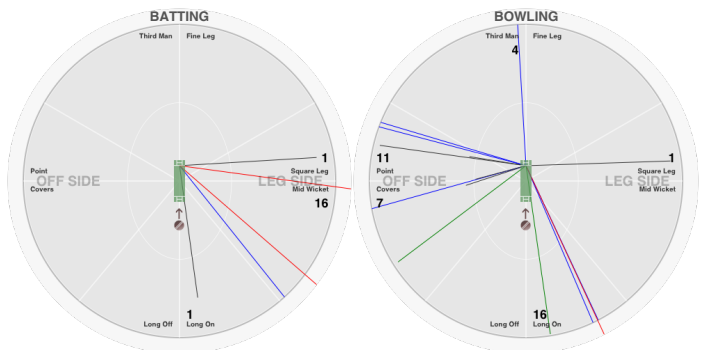 BATTING
Third Man Fine Leg
1
Point Square Leg
OFF SIDE LEG SIDE
Covers Mid Wicket
16
1
Long Off Long On
BOWLING
Third Man Fine Leg
4
11 1
Point Square Leg
OFF SIDE LEG SIDE
Covers Mid Wicket
7
16
Long Off Long On